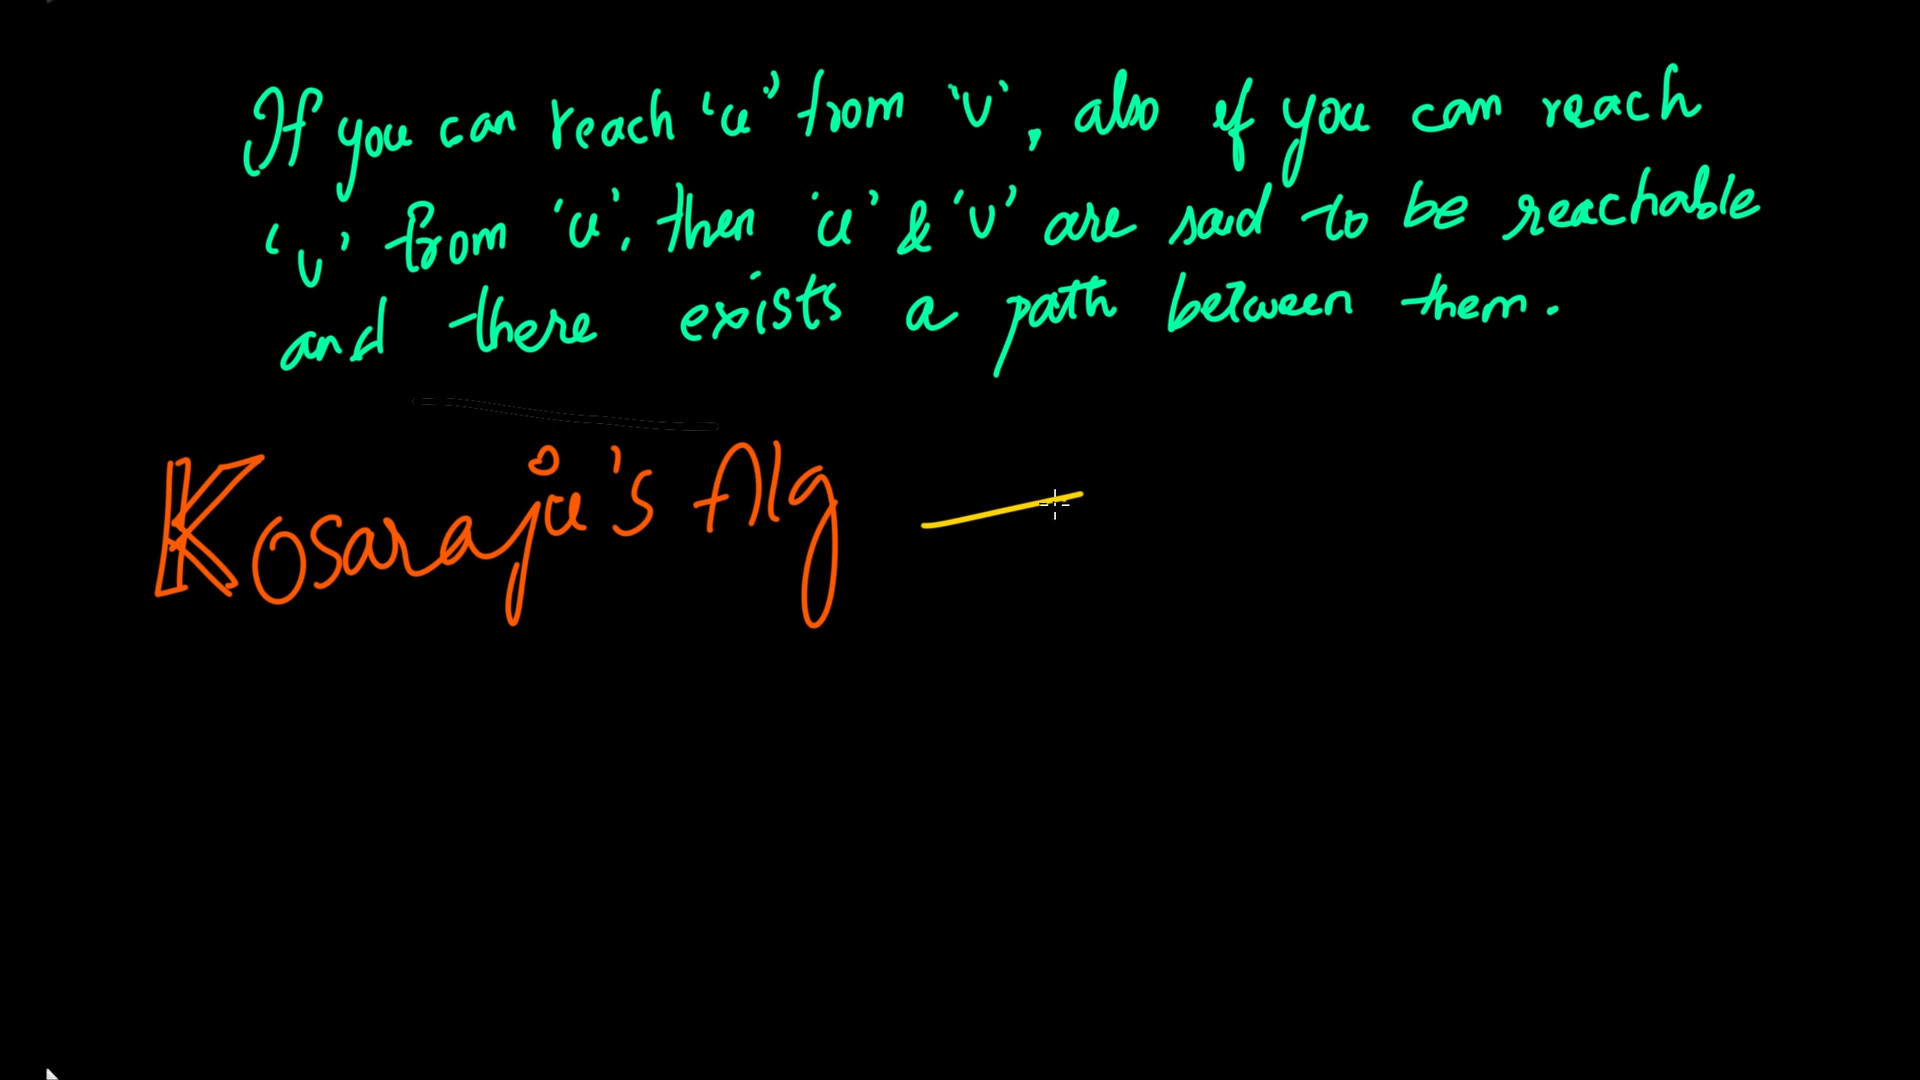 If you can reach 'u' from 'v', also if you can reach
'v' from 'u', then 'u' & 'v' are said to be reachable
and there exists a path between them.
Kosaraju's Alg